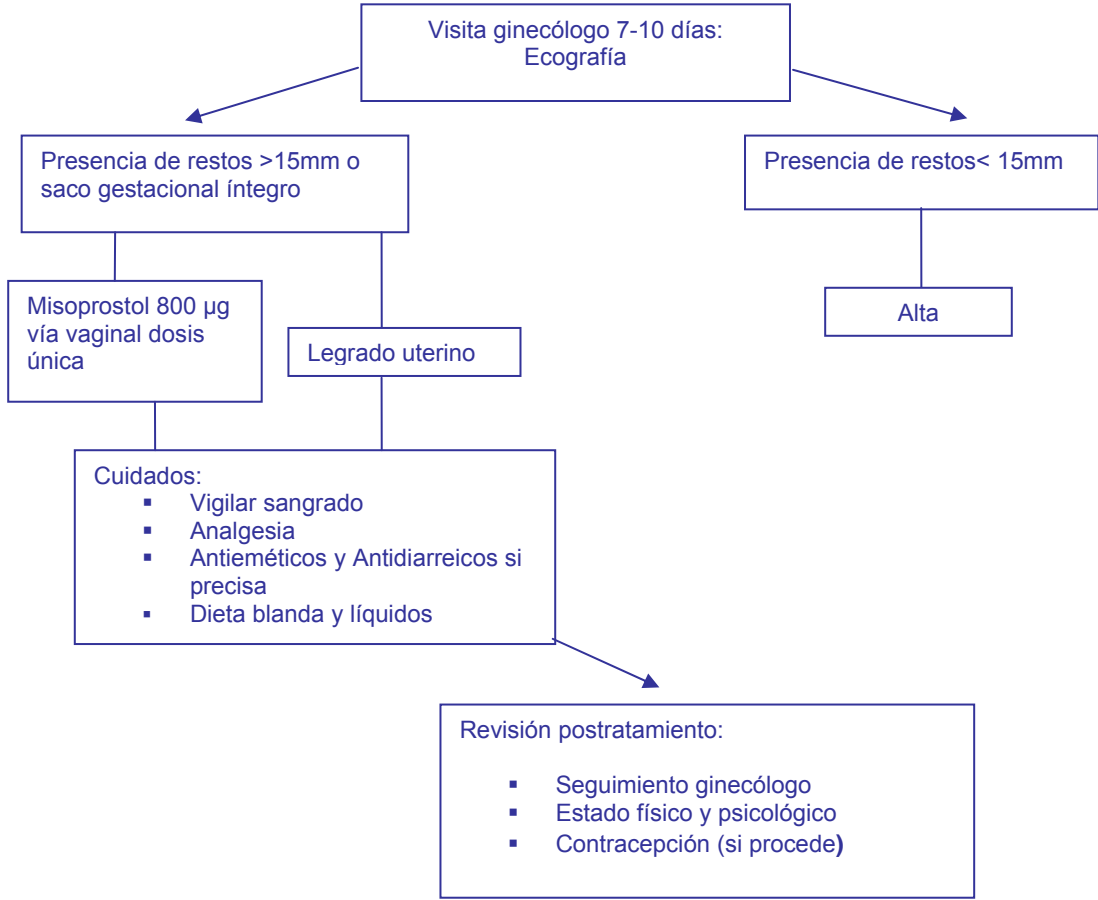 Visita ginecólogo 7-10 días:
Ecografía
Presencia de restos >15mm o
saco gestacional íntegro
Presencia de restos< 15mm
Misoprostol 800 µg
vía vaginal dosis
única
Legrado uterino
Alta
Cuidados:
▪ Vigilar sangrado
▪ Analgesia
▪ Antieméticos y Antidiarreicos si
precisa
▪ Dieta blanda y líquidos
Revisión postratamiento:
▪ Seguimiento ginecólogo
▪ Estado físico y psicológico
▪ Contracepción (si procede)